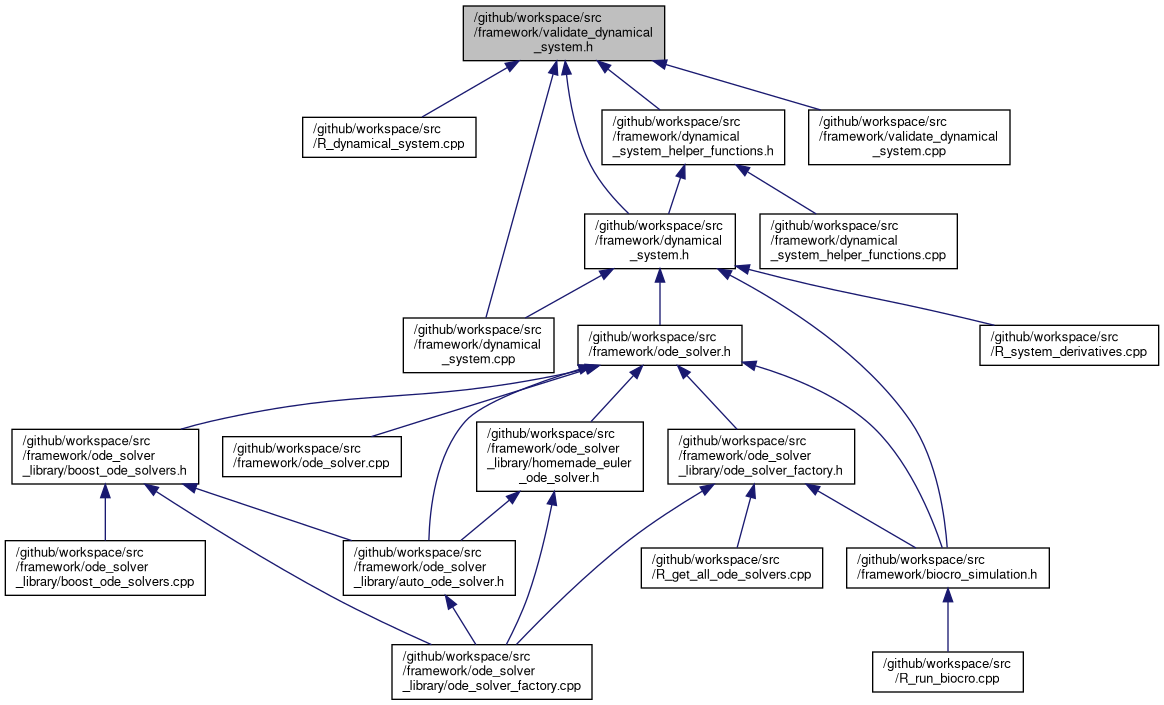 /github/workspace/src
/framework/validate_dynamical
_system.h
/github/workspace/src
/R_dynamical_system.cpp
/github/workspace/src
/framework/dynamical
_system_helper_functions.h
/github/workspace/src
/framework/validate_dynamical
_system.cpp
/github/workspace/src
/framework/dynamical
_system.h
/github/workspace/src
/framework/dynamical
_system_helper_functions.cpp
/github/workspace/src
/framework/dynamical
_system.cpp
/github/workspace/src
/framework/ode_solver.h
/github/workspace/src
/R_system_derivatives.cpp
/github/workspace/src
/framework/ode_solver
_library/boost_ode_solvers.h
/github/workspace/src
/framework/ode_solver.cpp
/github/workspace/src
/framework/ode_solver
_library/homemade_euler
_ode_solver.h
/github/workspace/src
/framework/ode_solver
_library/ode_solver_factory.h
/github/workspace/src
/framework/ode_solver
_library/boost_ode_solvers.cpp
/github/workspace/src
/framework/ode_solver
_library/auto_ode_solver.h
/github/workspace/src
/R_get_all_ode_solvers.cpp
/github/workspace/src
/framework/biocro_simulation.h
/github/workspace/src
/framework/ode_solver
_library/ode_solver_factory.cpp
/github/workspace/src
/R_run_biocro.cpp